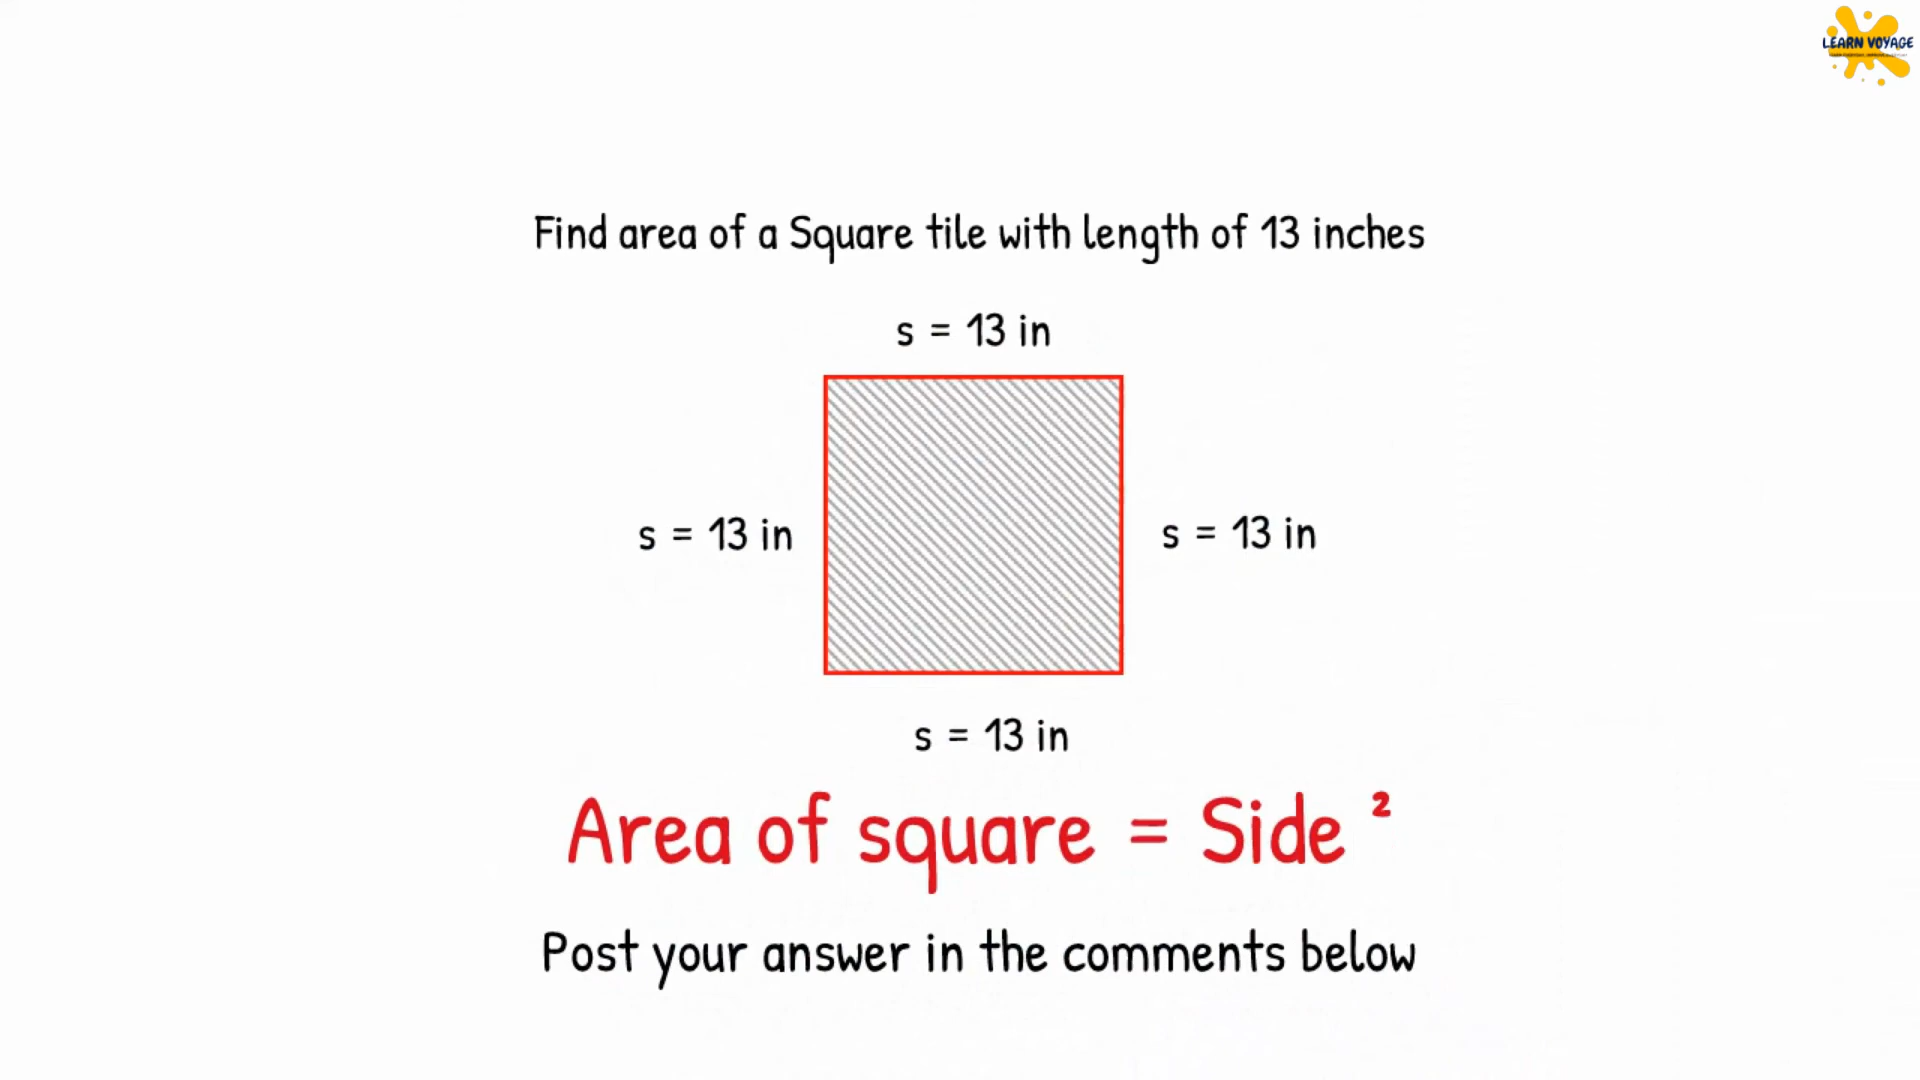 LEARN VOYAGE
Find area of a Square tile with length of 13 inches
s = 13 in
s = 13 in
s = 13 in
s = 13 in
Area of square = Side ²
Post your answer in the comments below